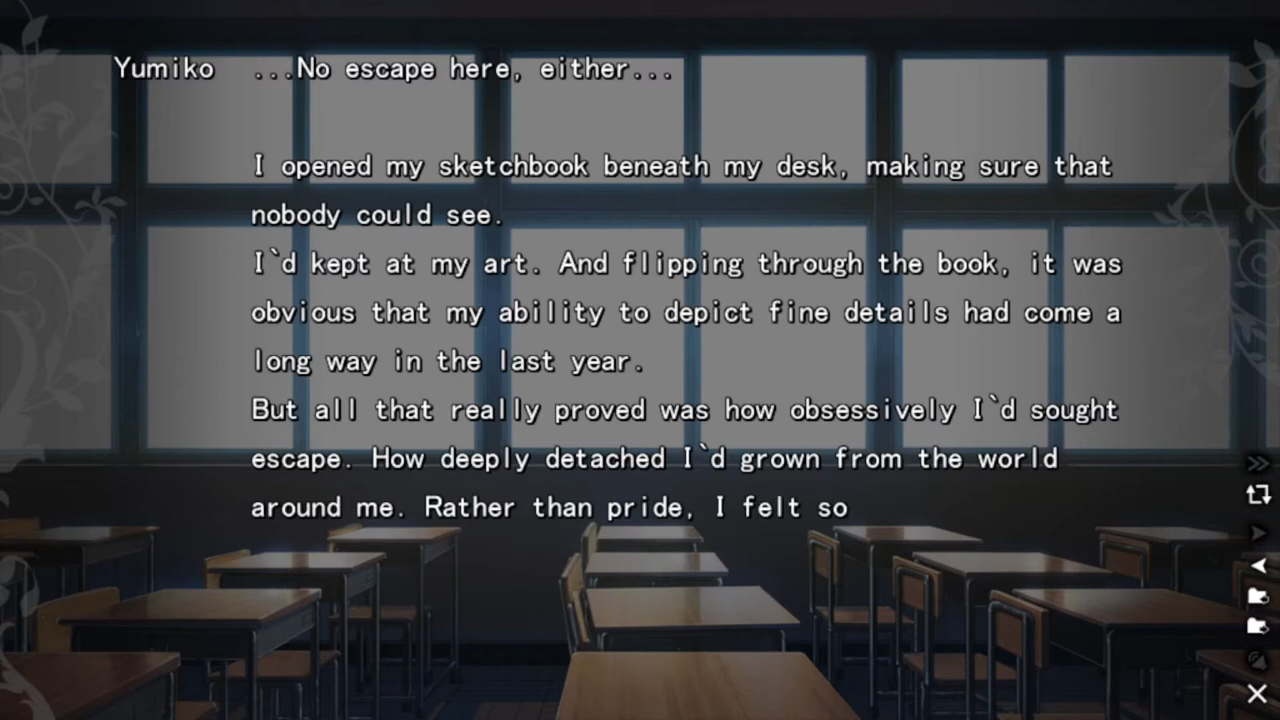 Yumiko ...No escape here, either...
I opened my sketchbook beneath my desk, making sure that
nobody could see.
I`d kept at my art. And flipping through the book, it was
obvious that my ability to depict fine details had come a
long way in the last year.
But all that really proved was how obsessively I`d sought
escape. How deeply detached I`d grown from the world
around me. Rather than pride, I felt so